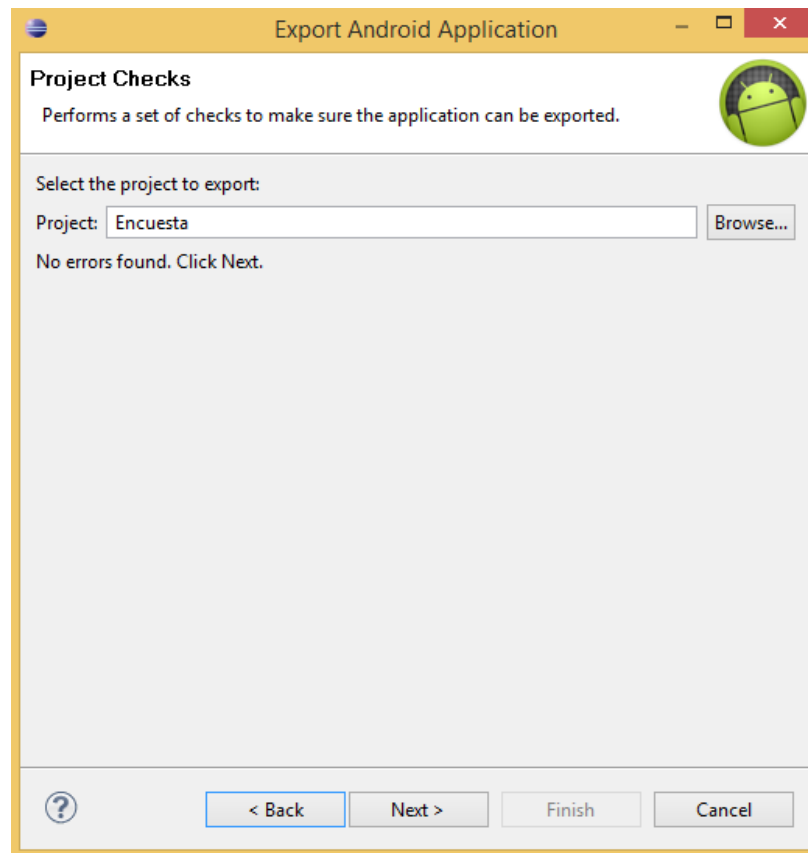 Export Android Application
Project Checks
Performs a set of checks to make sure the application can be exported.
Select the project to export:
Project: Encuesta Browse...
No errors found. Click Next.
? < Back Next > Finish Cancel